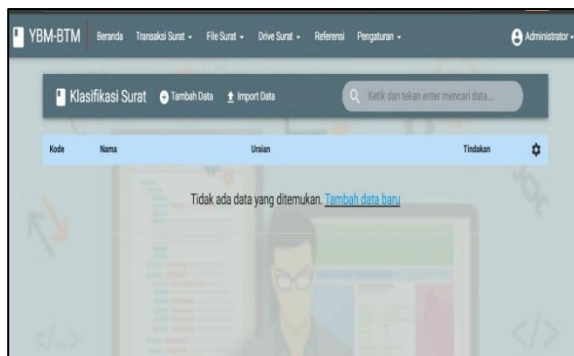 YBM-BTM Beranda Transaksi Surat File Surat Drive Surat Referensi Pengaturan Administrator
Klasifikasi Surat Tambah Data Import Data Ketik dan tekan enter mencari data...
Kode Nama Uraian Tindakan
Tidak ada data yang ditemukan. Tambah data baru